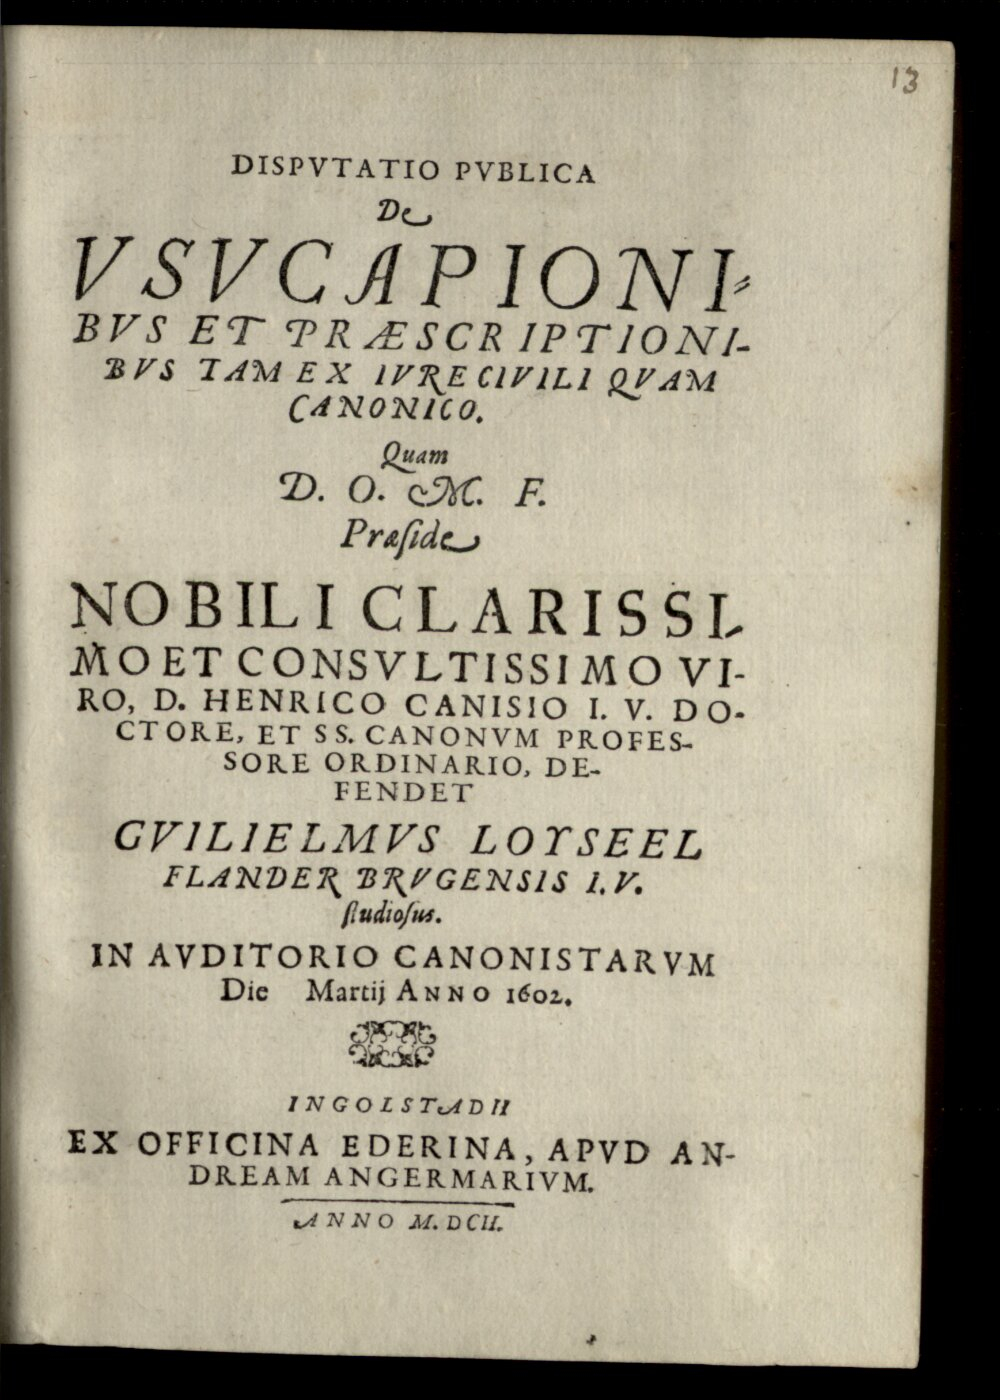 13
DISPVTATIO PVBLICA
De
VSVCAPIONI-
BVS ET PRÆSCRIPTIONI-
BVS TAM EX IVRE CIVILI QVAM
CANONICO.
Quam
D. O. M. F.
Præſide
NOBILI CLARISSI-
MO ET CONSVLTISSIMO VI-
RO, D. HENRICO CANISIO I. V. DO-
CTORE, ET SS. CANONVM PROFES-
SORE ORDINARIO, DE-
FENDET
GVILIELMVS LOYSEEL
FLANDER BRVGENSIS I. V.
ſtudioſus.
IN AVDITORIO CANONISTARVM
Die Martij ANNO 1602.
INGOLSTADII
EX OFFICINA EDERINA, APVD AN-
DREAM ANGERMARIVM.
ANNO M. DCII.